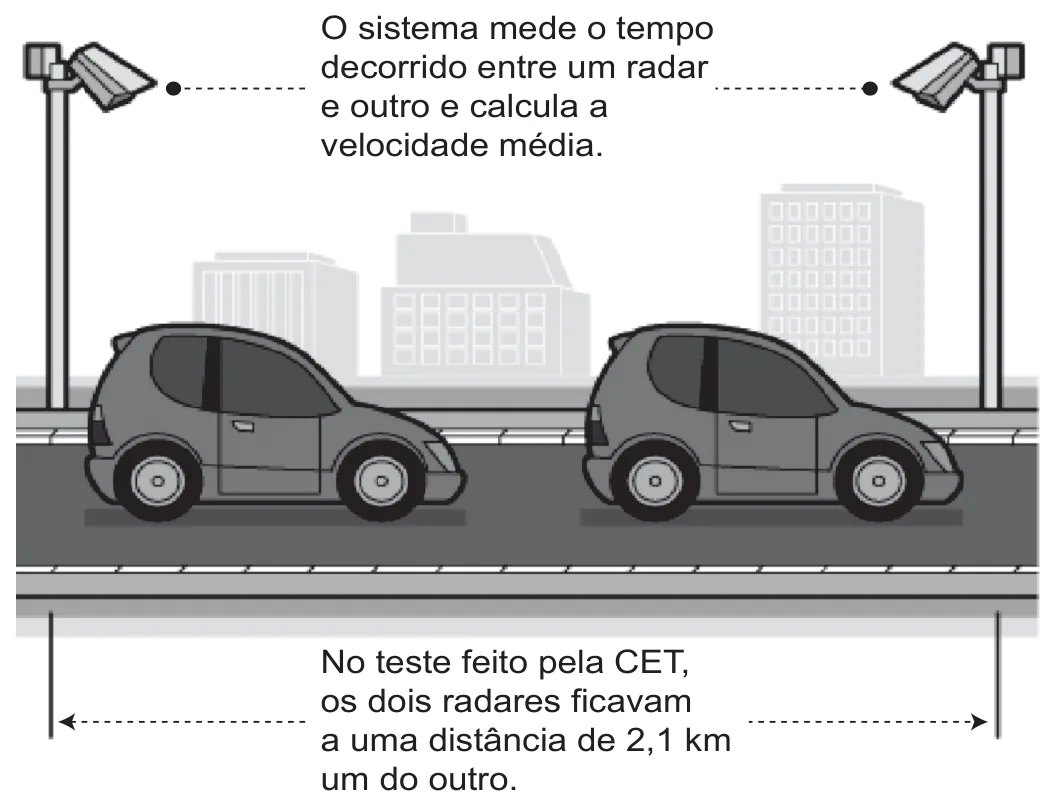 O sistema mede o tempo
decorrido entre um radar
e outro e calcula a
velocidade média.
No teste feito pela CET,
os dois radares ficavam
a uma distância de 2,1 km
um do outro.